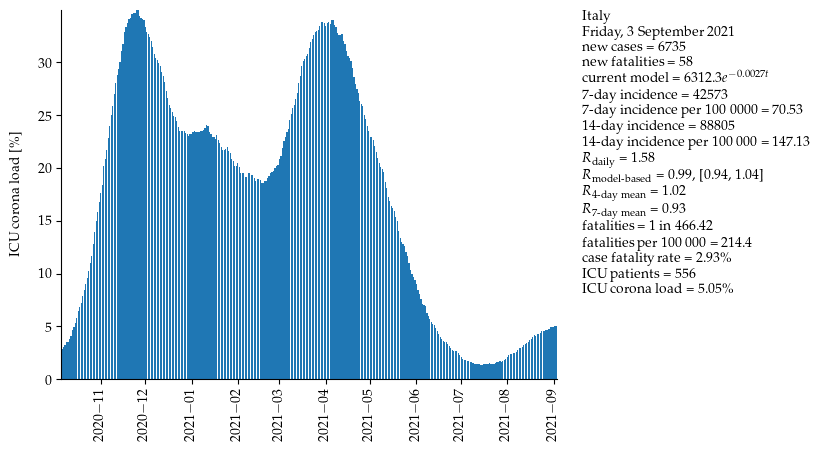 ICU corona load [%]
30
25
20
15
10
5
0
2020−11
2020−12
2021−01
2021−02
2021−03
2021−04
2021−05
2021−06
2021−07
2021−08
2021−09
Italy
Friday, 3 September 2021
new cases = 6735
new fatalities = 58
current model = 6312.3e^−0.0027t
7-day incidence = 42573
7-day incidence per 100 0000 = 70.53
14-day incidence = 88805
14-day incidence per 100 000 = 147.13
R_daily = 1.58
R_model-based = 0.99, [0.94, 1.04]
R_4-day mean = 1.02
R_7-day mean = 0.93
fatalities = 1 in 466.42
fatalities per 100 000 = 214.4
case fatality rate = 2.93%
ICU patients = 556
ICU corona load = 5.05%